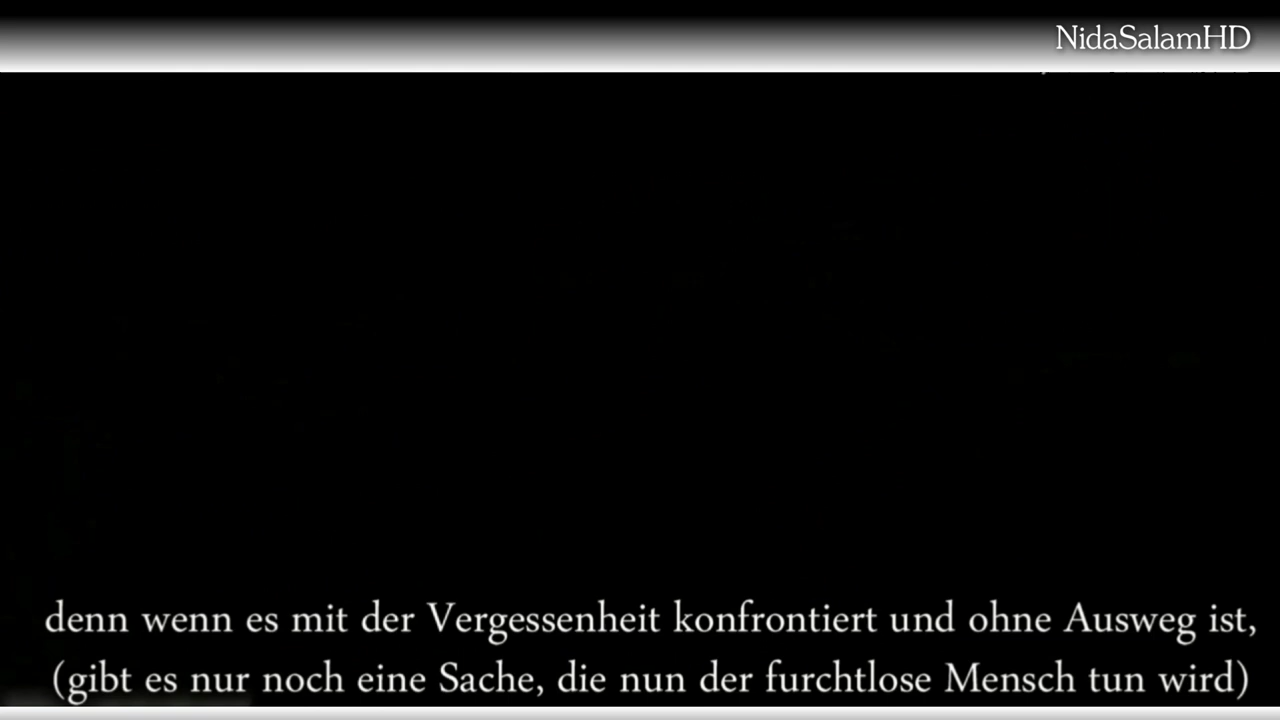 NidaSalamHD
denn wenn es mit der Vergessenheit konfrontiert und ohne Ausweg ist,
(gibt es nur noch eine Sache, die nun der furchtlose Mensch tun wird)